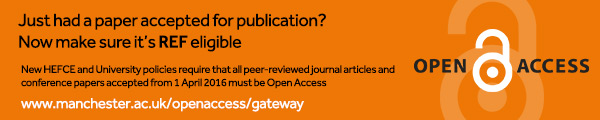 Just had a paper accepted for publication?
Now make sure it's REF eligible
New HEFCE and University policies require that all peer-reviewed journal articles and
conference papers accepted from 1 April 2016 must be Open Access
www.manchester.ac.uk/openaccess/gateway
OPEN ACCESS